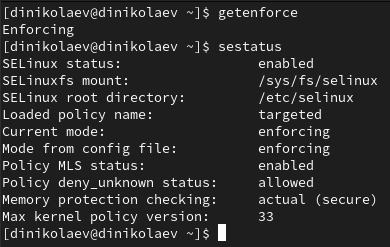 [dinikolaev@dinikolaev ~]$ getenforce
Enforcing
[dinikolaev@dinikolaev ~]$ sestatus
SELinux status:                 enabled
SELinuxfs mount:                /sys/fs/selinux
SELinux root directory:         /etc/selinux
Loaded policy name:             targeted
Current mode:                   enforcing
Mode from config file:          enforcing
Policy MLS status:              enabled
Policy deny_unknown status:     allowed
Memory protection checking:     actual (secure)
Max kernel policy version:      33
[dinikolaev@dinikolaev ~]$